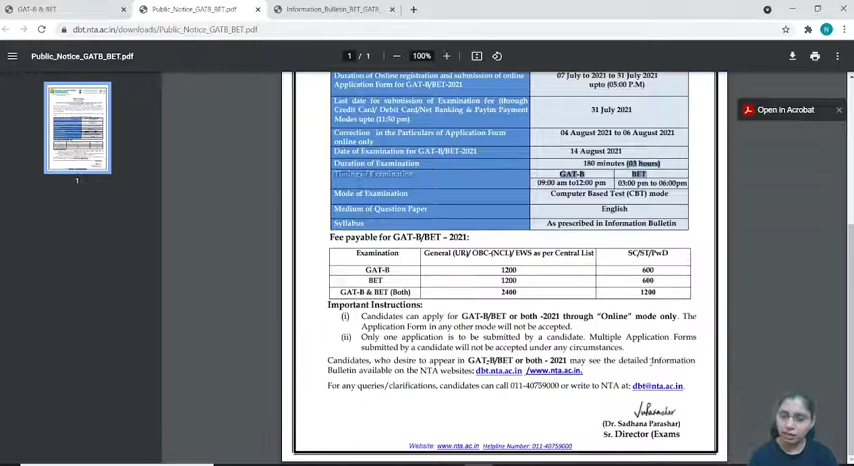 GAT-B & BET
Public_Notice_GATB_BET.pdf
Information_Bulletin_BET_GATB_
dbt.nta.ac.in/downloads/Public_Notice_GATB_BET.pdf
N
Public_Notice_GATB_BET.pdf
1 / 1
100%
Open in Acrobat
1
Duration of Online registration and submission of online Application Form for GAT-B/BET-2021
07 July to 2021 to 31 July 2021 upto (05:00 P.M)
Last date for submission of Examination fee (through Credit Card/ Debit Card/Net Banking & Paytm Payment Modes upto (11:50 pm)
31 July 2021
Correction in the Particulars of Application Form online only
04 August 2021 to 06 August 2021
Date of Examination for GAT-B/BET-2021
14 August 2021
Duration of Examination
180 minutes (03 hours)
Timings of Examination
GAT-B
BET
09:00 am to12:00 pm
03:00 pm to 06:00pm
Mode of Examination
Computer Based Test (CBT) mode
Medium of Question Paper
English
Syllabus
As prescribed in Information Bulletin
Fee payable for GAT-B/BET – 2021:
Examination General (UR)/ OBC-(NCL)/ EWS as per Central List SC/ST/PwD
GAT-B 1200 600
BET 1200 600
GAT-B & BET (Both) 2400 1200
Important Instructions:
(i) Candidates can apply for GAT-B/BET or both -2021 through “Online” mode only. The
Application Form in any other mode will not be accepted.
(ii) Only one application is to be submitted by a candidate. Multiple Application Forms
submitted by a candidate will not be accepted under any circumstances.
Candidates, who desire to appear in GAT-B/BET or both - 2021 may see the detailed Information
Bulletin available on the NTA websites: dbt.nta.ac.in /www.nta.ac.in.
For any queries/clarifications, candidates can call 011-40759000 or write to NTA at: dbt@nta.ac.in.
(Dr. Sadhana Parashar)
Sr. Director (Exams
Website: www.nta.ac.in Helpline Number: 011-40759000